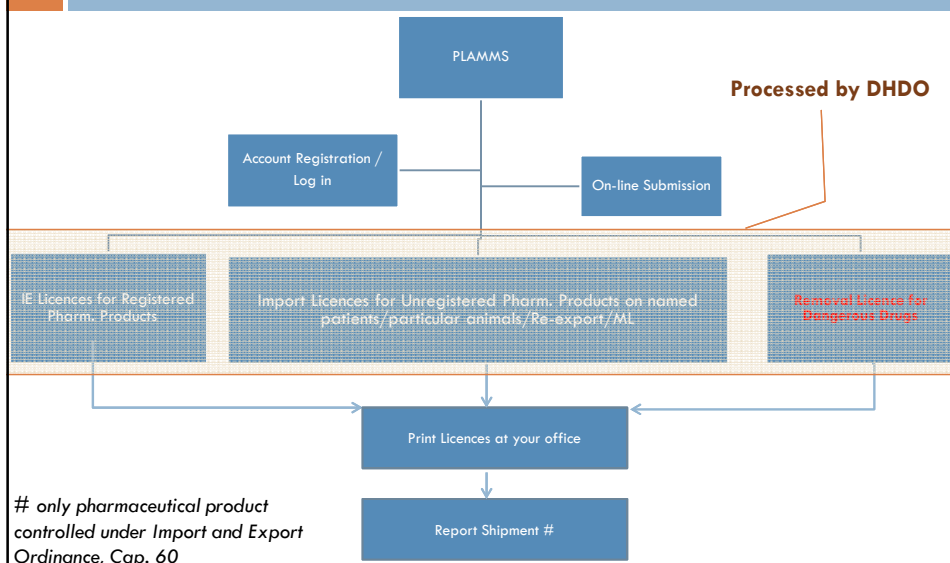 PLAMMS
Processed by DHDO
Account Registration /
Log in
On-line Submission
IE Licences for Registered
Pharm. Products
Import Licences for Unregistered Pharm. Products on named
patients/particular animals/Re-export/ML
Removal Licence for
Dangerous Drugs
Print Licences at your office
Report Shipment #
# only pharmaceutical product
controlled under Import and Export
Ordinance, Cap. 60